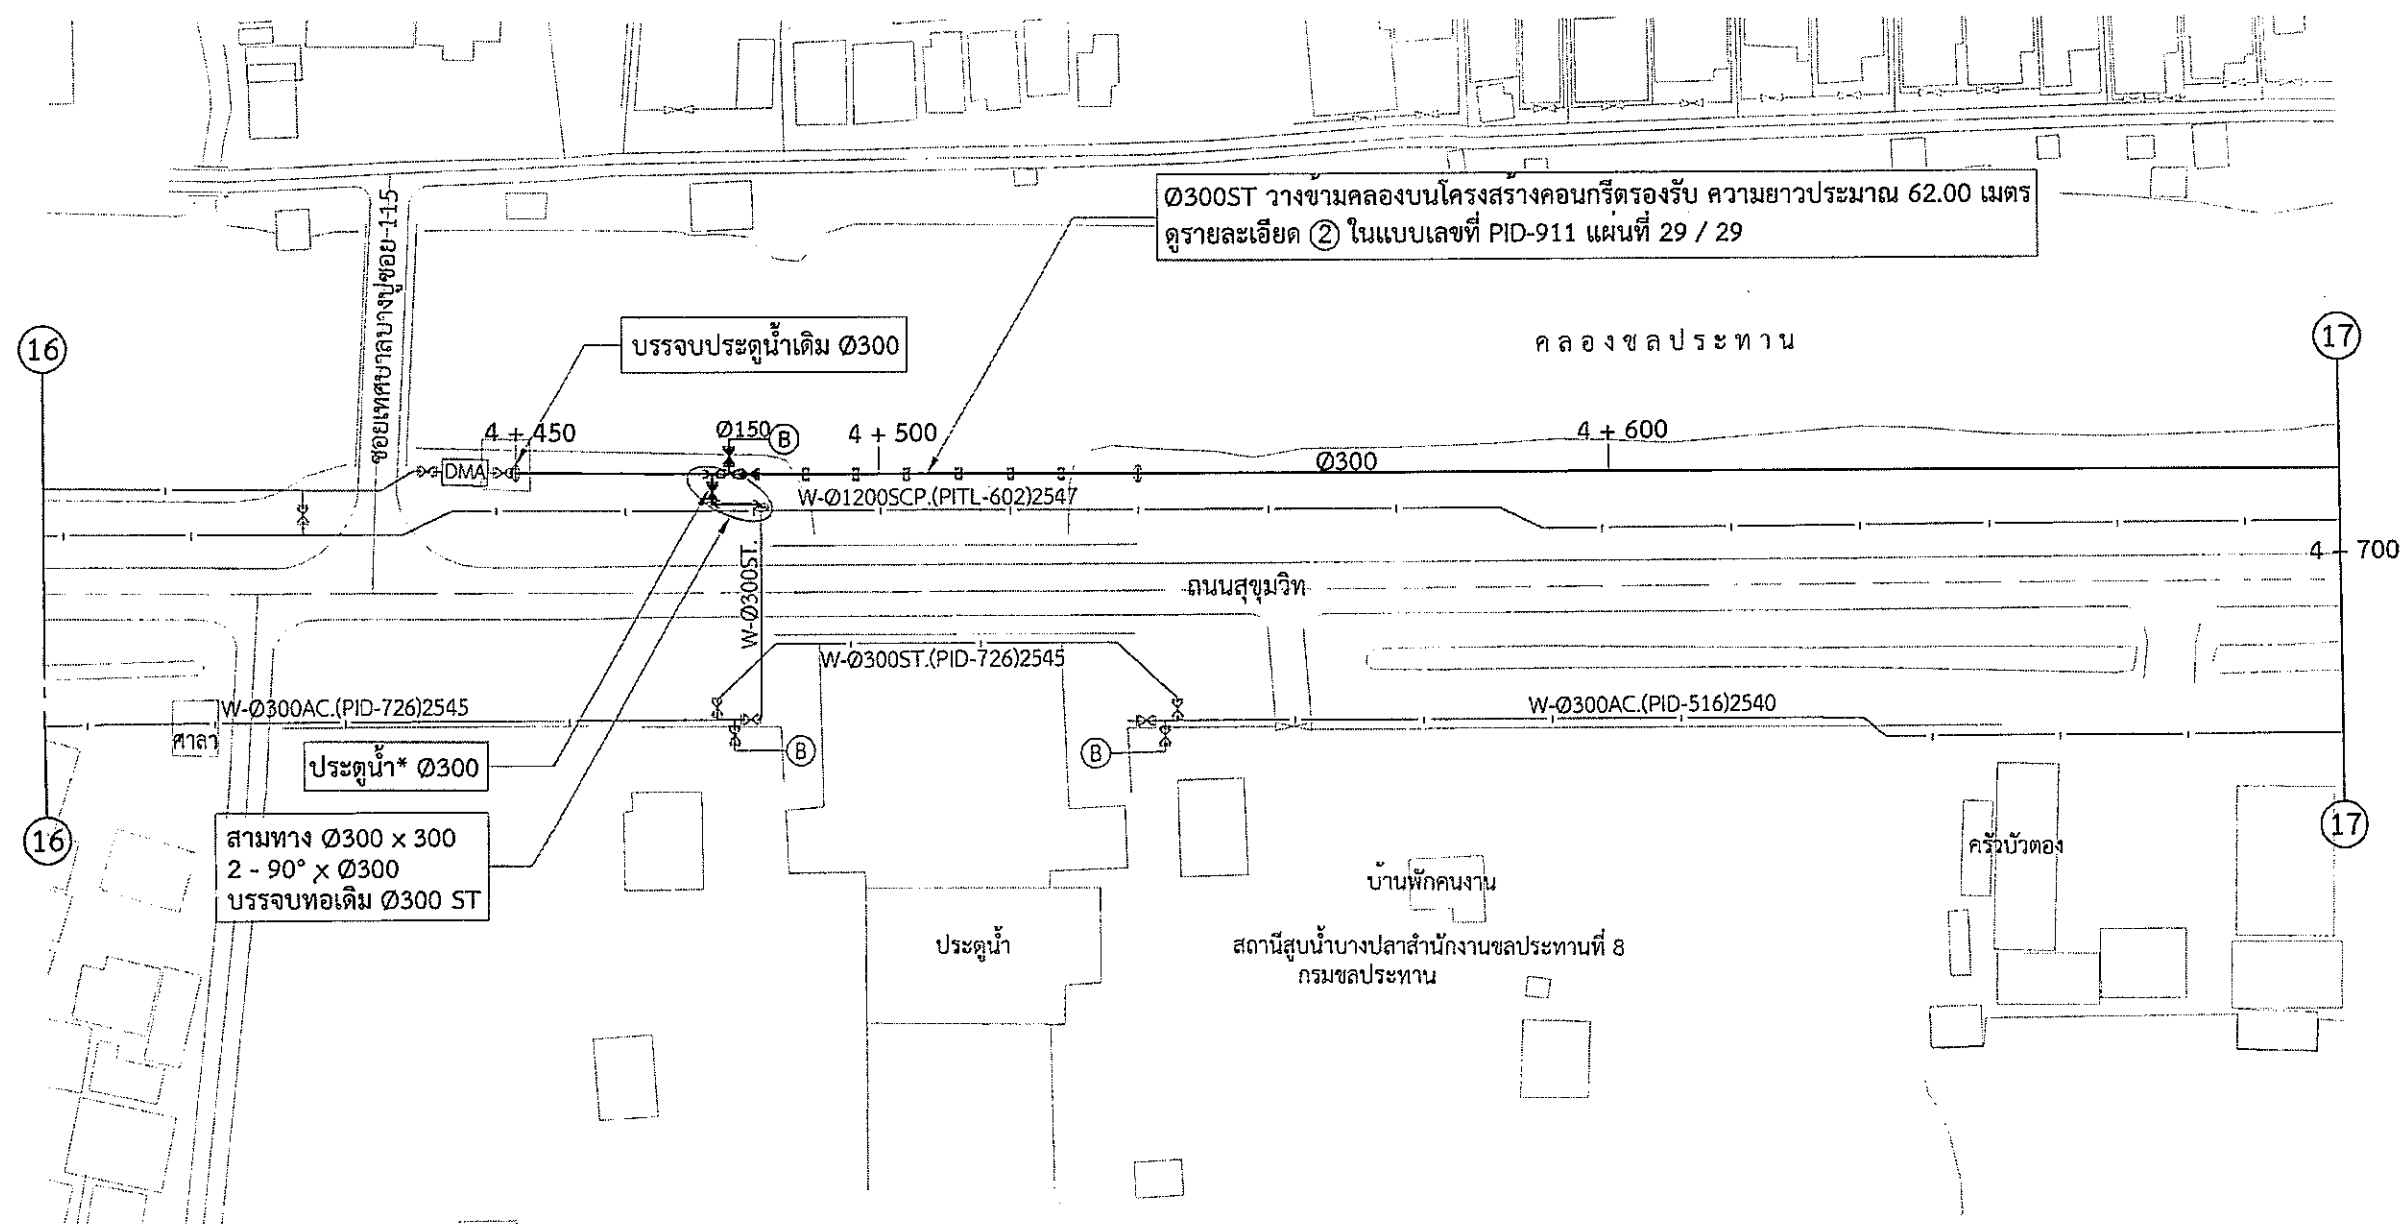 Ø300ST วางข้ามคลองบนโครงสร้างคอนกรีตรองรับ ความยาวประมาณ 62.00 เมตร
ดูรายละเอียด ② ในแบบเลขที่ PID-911 แผ่นที่ 29 / 29
ซอยเทศบาลบางปูซอย-115
16
17
บรรจบประตูน้ำเดิม Ø300
คลองชลประทาน
4 + 450
Ø150
B
4 + 500
4 + 600
DMA
Ø300
W-Ø1200SCP.(PITL-602)2547
4 + 700
W-Ø300ST.
ถนนสุขุมวิท
W-Ø300ST.(PID-726)2545
W-Ø300AC.(PID-726)2545
W-Ø300AC.(PID-516)2540
ศาลา
B
B
ประตูน้ำ* Ø300
16
17
สามทาง Ø300 x 300
2 - 90° x Ø300
บรรจบทอเดิม Ø300 ST
ครัวบัวตอง
บ้านพักคนงาน
ประตูน้ำ
สถานีสูบน้ำบางปลาสำนักงานชลประทานที่ 8
กรมชลประทาน